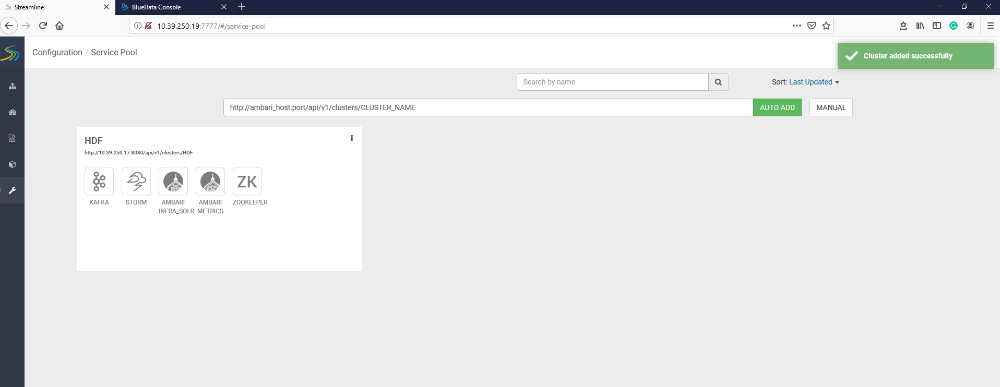 Streamline
BlueData Console
10.39.250.19:7777/#/service-pool
Configuration / Service Pool
Cluster added successfully
Search by name
Sort: Last Updated
http://ambari_host:port/api/v1/clusters/CLUSTER_NAME
AUTO ADD
MANUAL
HDF
http://10.39.250.17:8080/api/v1/clusters/HDF
ZK
KAFKA
STORM
AMBARI
INFRA_SOLR
AMBARI
METRICS
ZOOKEEPER